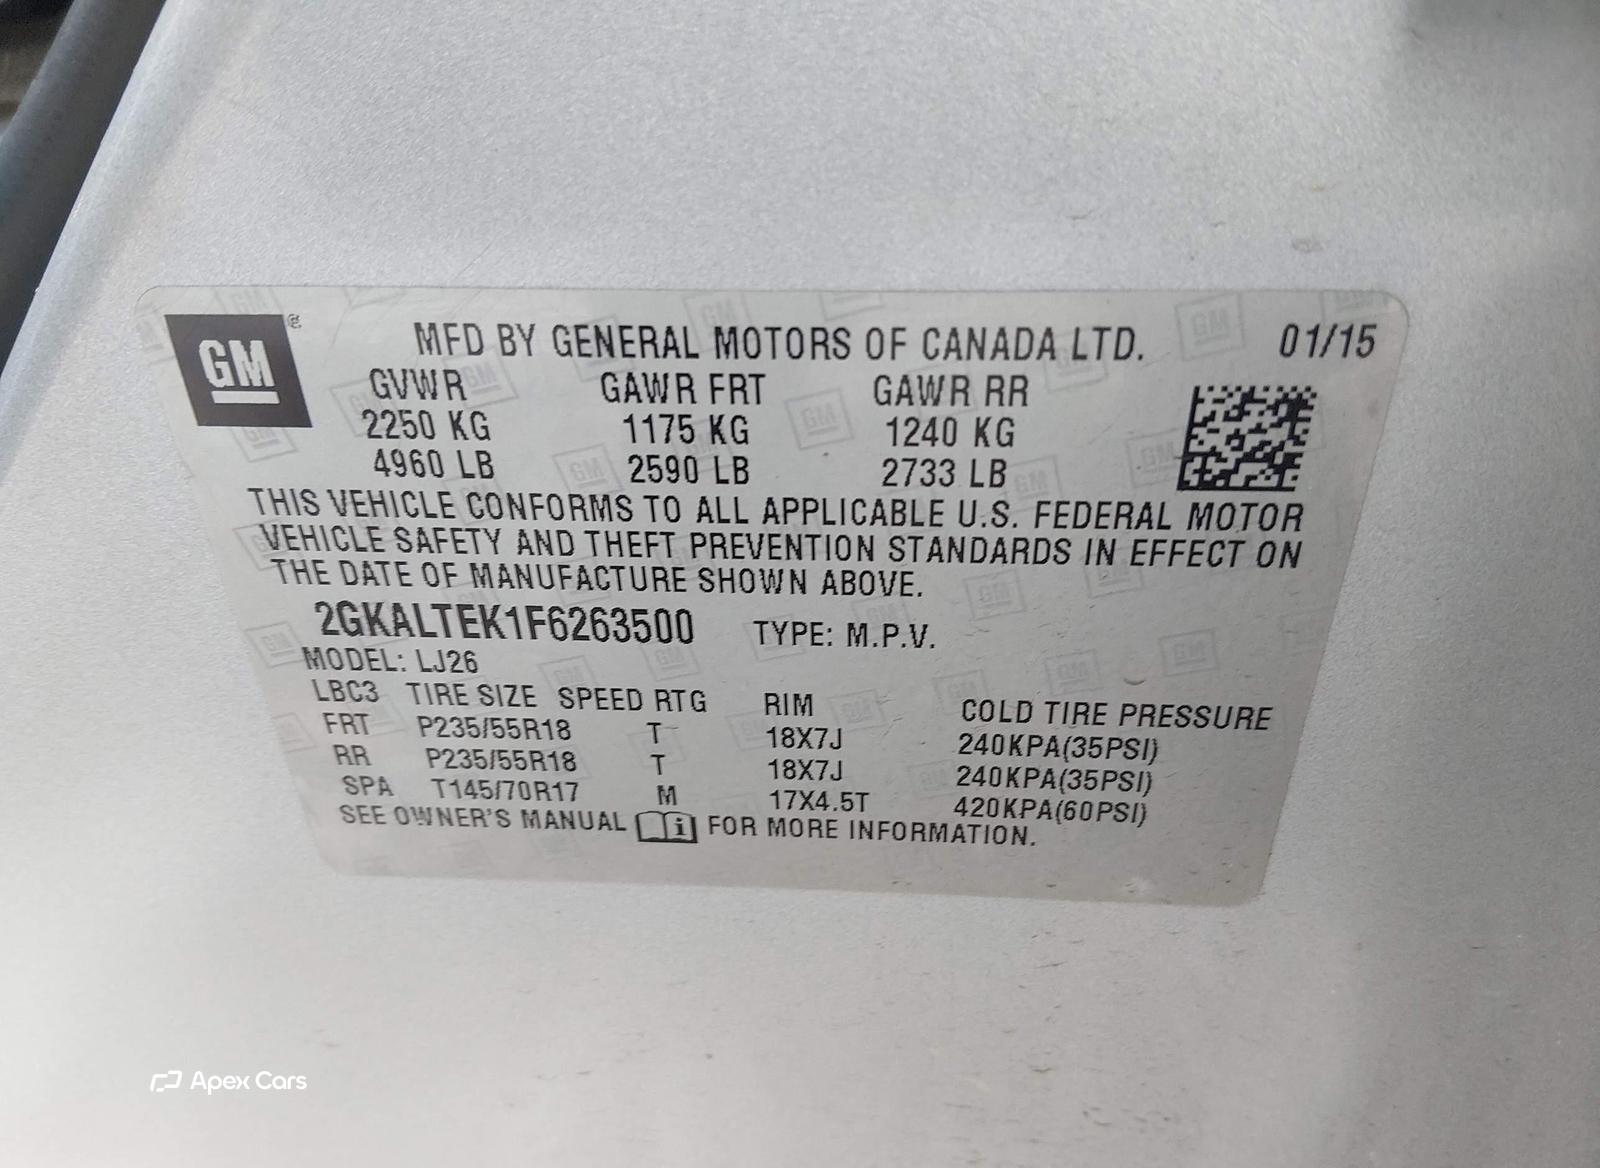 GM
MFD BY GENERAL MOTORS OF CANADA LTD. 01/15
GVWR GAWR FRT GAWR RR
2250 KG 1175 KG 1240 KG
4960 LB 2590 LB 2733 LB
THIS VEHICLE CONFORMS TO ALL APPLICABLE U.S. FEDERAL MOTOR
VEHICLE SAFETY AND THEFT PREVENTION STANDARDS IN EFFECT ON
THE DATE OF MANUFACTURE SHOWN ABOVE.
2GKALTEK1F6263500 TYPE: M.P.V.
MODEL: LJ26
LBC3 TIRE SIZE SPEED RTG RIM COLD TIRE PRESSURE
FRT P235/55R18 T 18X7J 240KPA(35PSI)
RR P235/55R18 T 18X7J 240KPA(35PSI)
SPA T145/70R17 M 17X4.5T 420KPA(60PSI)
SEE OWNER'S MANUAL i FOR MORE INFORMATION.
Apex Cars